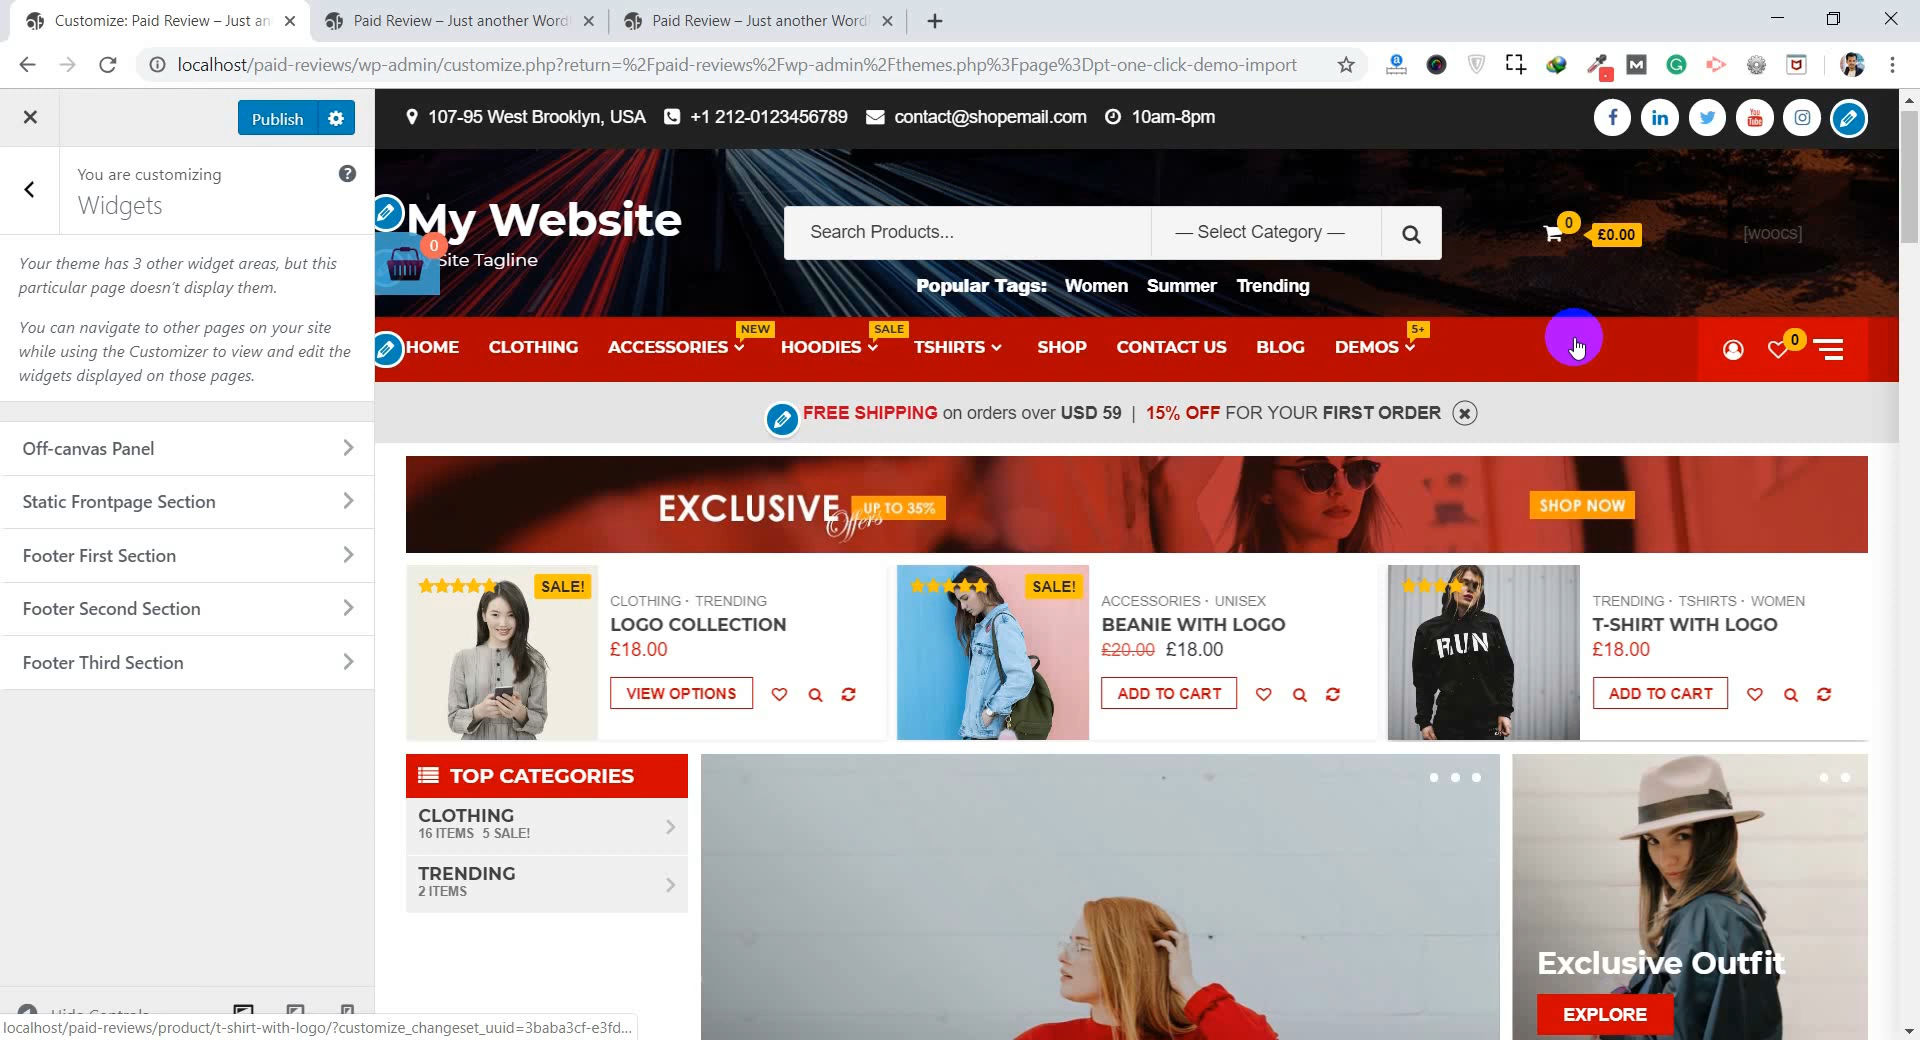 Customize: Paid Review – Just an
Paid Review – Just another Word
Paid Review – Just another Word
localhost/paid-reviews/wp-admin/customize.php?return=%2Fpaid-reviews%2Fwp-admin%2Fthemes.php%3Fpage%3Dpt-one-click-demo-import
Publish
You are customizing
Widgets
Your theme has 3 other widget areas, but this
particular page doesn't display them.
You can navigate to other pages on your site
while using the Customizer to view and edit the
widgets displayed on those pages.
Off-canvas Panel
Static Frontpage Section
Footer First Section
Footer Second Section
Footer Third Section
localhost/paid-reviews/product/t-shirt-with-logo/?customize_changeset_uuid=3baba3cf-e3fd...
107-95 West Brooklyn, USA +1 212-0123456789 contact@shopemail.com 10am-8pm
My Website
Site Tagline
0
Search Products... — Select Category —
Popular Tags: Women Summer Trending
0 £0.00 [woocs]
HOME CLOTHING ACCESSORIES NEW HOODIES SALE TSHIRTS SHOP CONTACT US BLOG DEMOS 5+
0
FREE SHIPPING on orders over USD 59 | 15% OFF FOR YOUR FIRST ORDER
EXCLUSIVE Offers UP TO 35% SHOP NOW
SALE!
CLOTHING · TRENDING
LOGO COLLECTION
£18.00
VIEW OPTIONS
SALE!
ACCESSORIES · UNISEX
BEANIE WITH LOGO
£20.00 £18.00
ADD TO CART
RUN
TRENDING · TSHIRTS · WOMEN
T-SHIRT WITH LOGO
£18.00
ADD TO CART
TOP CATEGORIES
CLOTHING
16 ITEMS 5 SALE!
TRENDING
2 ITEMS
Exclusive Outfit
EXPLORE